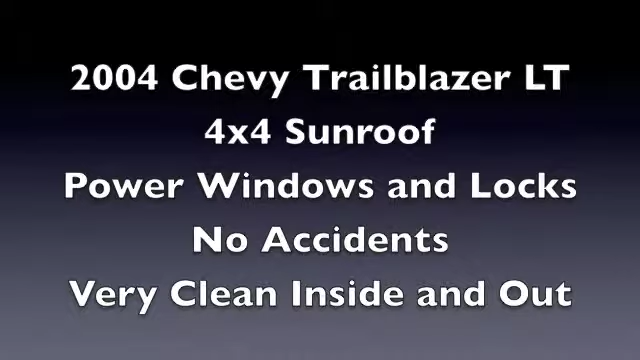 2004 Chevy Trailblazer LT
4x4 Sunroof
Power Windows and Locks
No Accidents
Very Clean Inside and Out